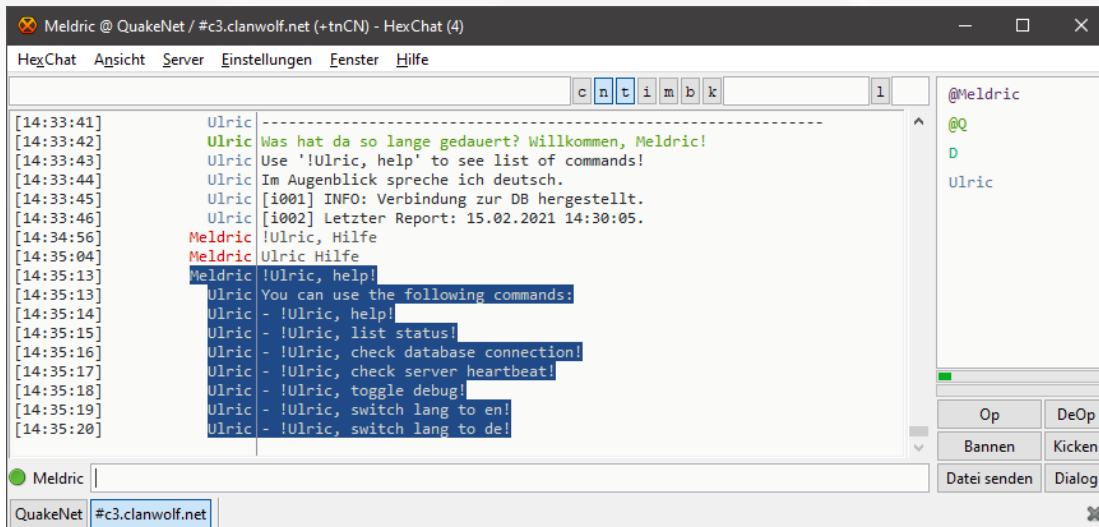 Meldric @ QuakeNet / #c3.clanwolf.net (+tnCN) - HexChat (4)
HexChat Ansicht Server Einstellungen Fenster Hilfe
c n t i m b k l
[14:33:41] Ulric ---------------------------------------------------------------
[14:33:42] Ulric Was hat da so lange gedauert? Willkommen, Meldric!
[14:33:43] Ulric Use '!Ulric, help' to see list of commands!
[14:33:44] Ulric Im Augenblick spreche ich deutsch.
[14:33:45] Ulric [i001] INFO: Verbindung zur DB hergestellt.
[14:33:46] Ulric [i002] Letzter Report: 15.02.2021 14:30:05.
[14:34:56] Meldric !Ulric, Hilfe
[14:35:04] Meldric Ulric Hilfe
[14:35:13] Meldric !Ulric, help!
[14:35:13] Ulric You can use the following commands:
[14:35:14] Ulric - !Ulric, help!
[14:35:15] Ulric - !Ulric, list status!
[14:35:16] Ulric - !Ulric, check database connection!
[14:35:17] Ulric - !Ulric, check server heartbeat!
[14:35:18] Ulric - !Ulric, toggle debug!
[14:35:19] Ulric - !Ulric, switch lang to en!
[14:35:20] Ulric - !Ulric, switch lang to de!
@Meldric
@Q
D
Ulric
Op DeOp
Bannen Kicken
Datei senden Dialog
Meldric
QuakeNet #c3.clanwolf.net